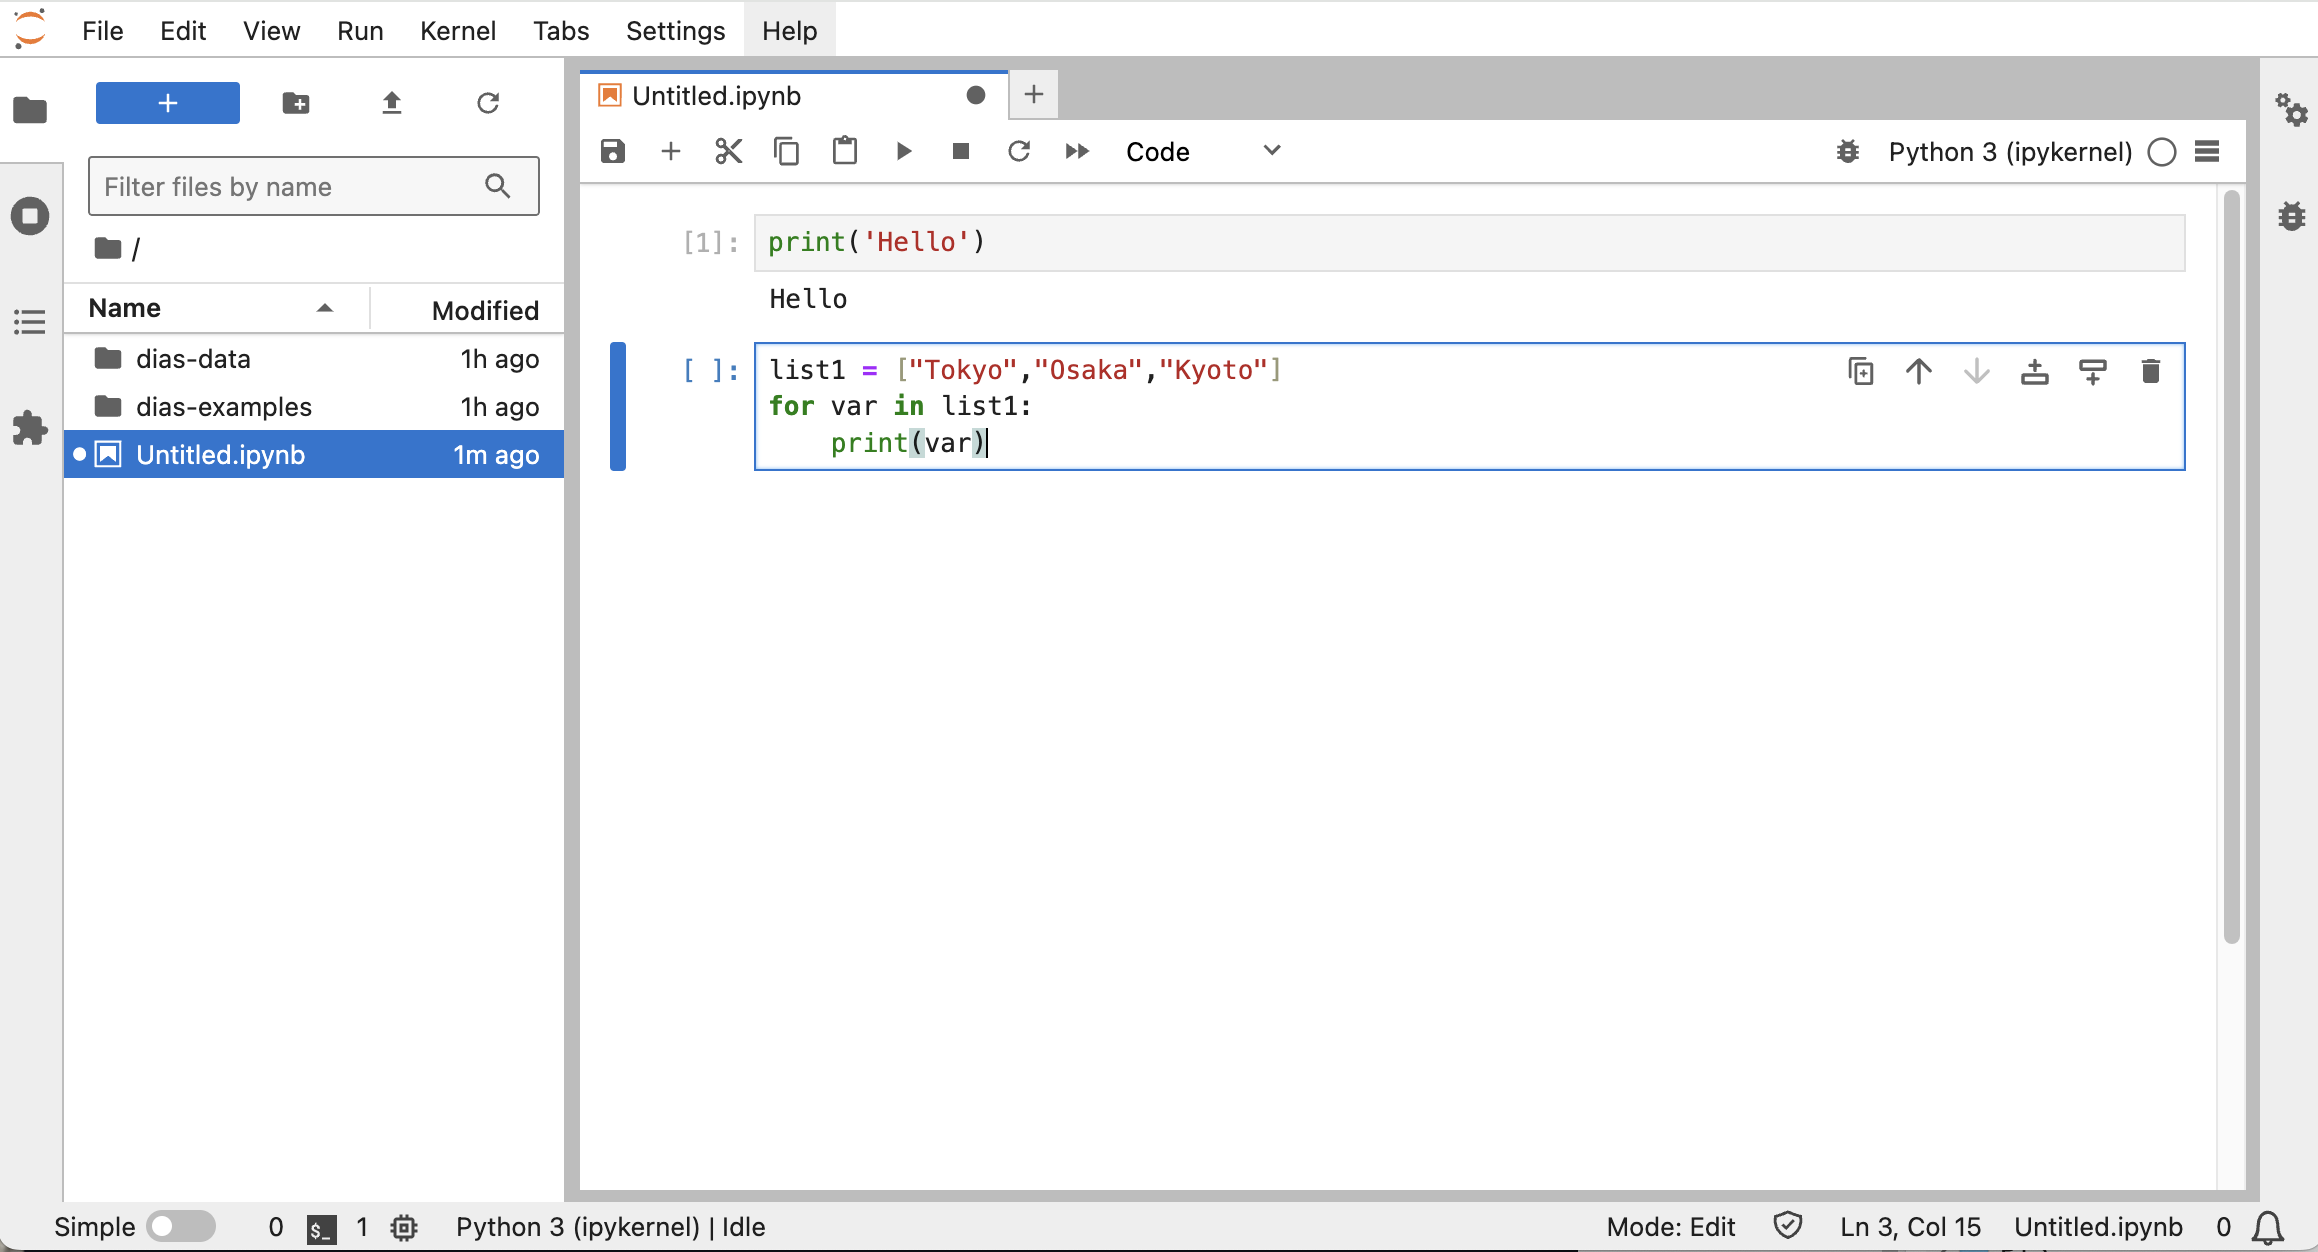 File Edit View Run Kernel Tabs Settings Help
Filter files by name
/
Name Modified
dias-data 1h ago
dias-examples 1h ago
Untitled.ipynb 1m ago
Untitled.ipynb
Code Python 3 (ipykernel)
[1]: print('Hello')
Hello
[ ]: list1 = ["Tokyo","Osaka","Kyoto"]
for var in list1:
    print(var)
Simple 0 $_ 1 Python 3 (ipykernel) | Idle Mode: Edit Ln 3, Col 15 Untitled.ipynb 0